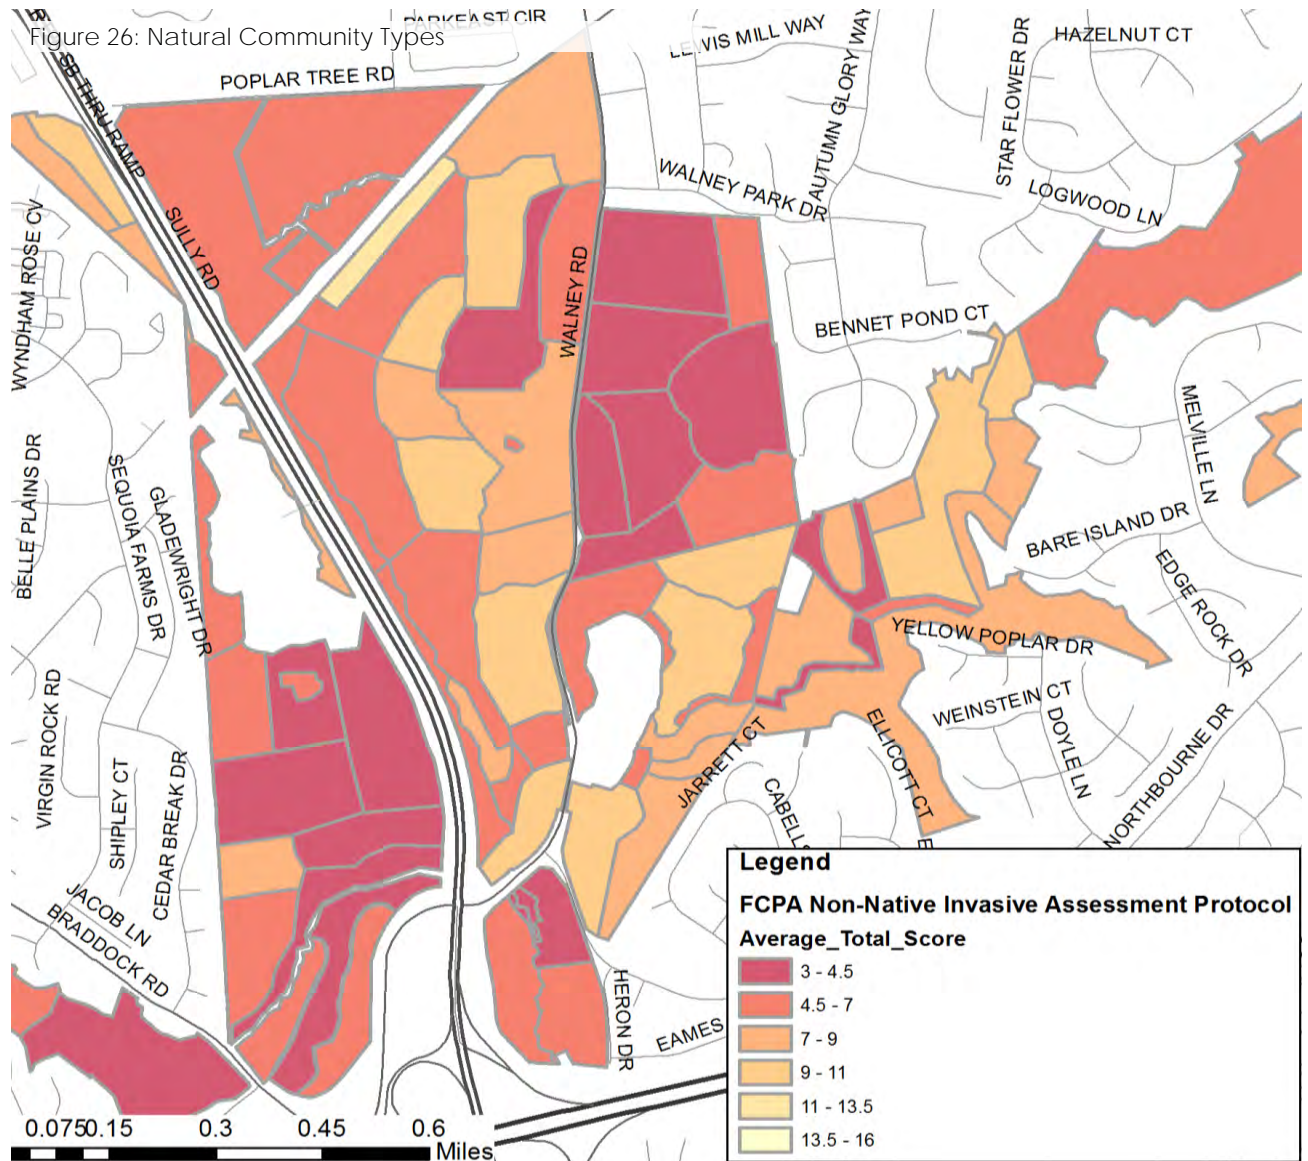 PARKEAST CIR
Figure 26: Natural Community Types
LEWIS MILL WAY
HAZELNUT CT
POPLAR TREE RD
SB THRU RAMP
AUTUMN GLORY WAY
STAR FLOWER DR
WALNEY PARK DR
LOGWOOD LN
SULLY RD
WYNDHAM ROSE CV
WALNEY RD
BENNET POND CT
MELVILLE LN
BELLE PLAINS DR
SEQUOIA FARMS DR
GLADEWRIGHT DR
BARE ISLAND DR
EDGE ROCK DR
YELLOW POPLAR DR
VIRGIN ROCK RD
WEINSTEIN CT
DOYLE LN
ELLICOTT CT
NORTHBOURNE DR
JARRETT CT
SHIPLEY CT
CEDAR BREAK DR
CABELLS
E
JACOB LN
BRADDOCK RD
HERON DR
EAMES
Legend
FCPA Non-Native Invasive Assessment Protocol
Average_Total_Score
3 - 4.5
4.5 - 7
7 - 9
9 - 11
11 - 13.5
13.5 - 16
0.075 0.15 0.3 0.45 0.6
Miles